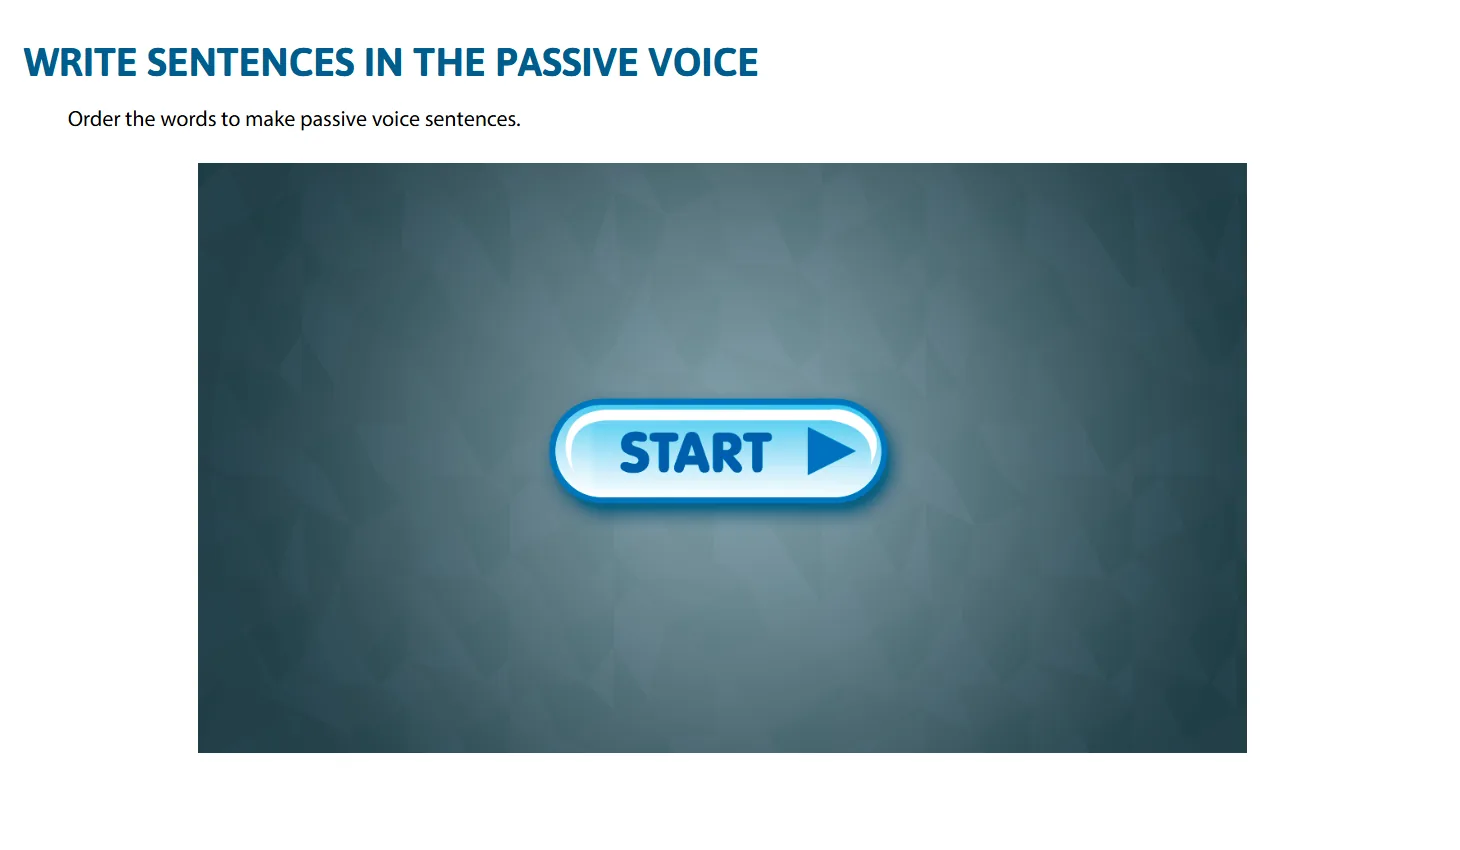 WRITE SENTENCES IN THE PASSIVE VOICE
Order the words to make passive voice sentences.
START